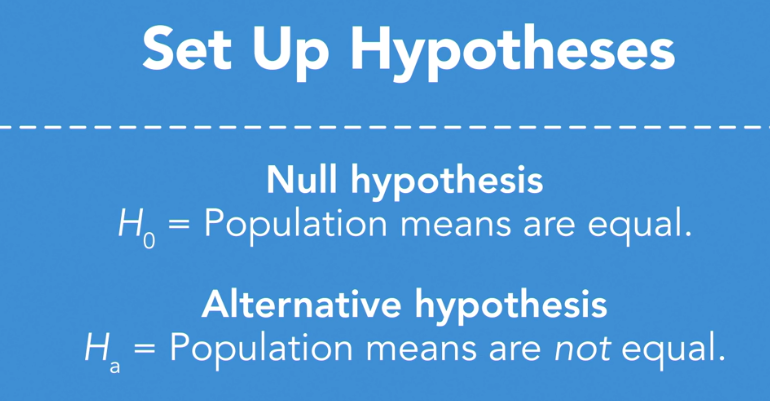 Set Up Hypotheses
Null hypothesis
H₀ = Population means are equal.
Alternative hypothesis
Hₐ = Population means are not equal.